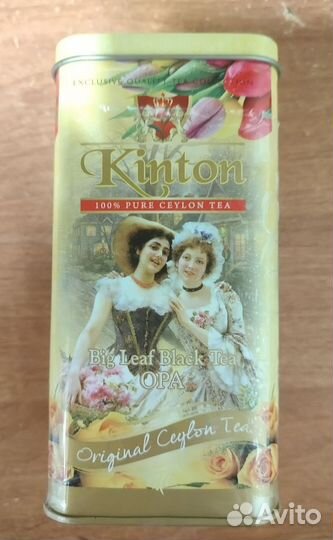 EXCLUSIVE QUALITY TEA COLLECTION
Kinton
100% PURE CEYLON TEA
Big Leaf Black Tea
OPA
Original Ceylon Tea
Avito